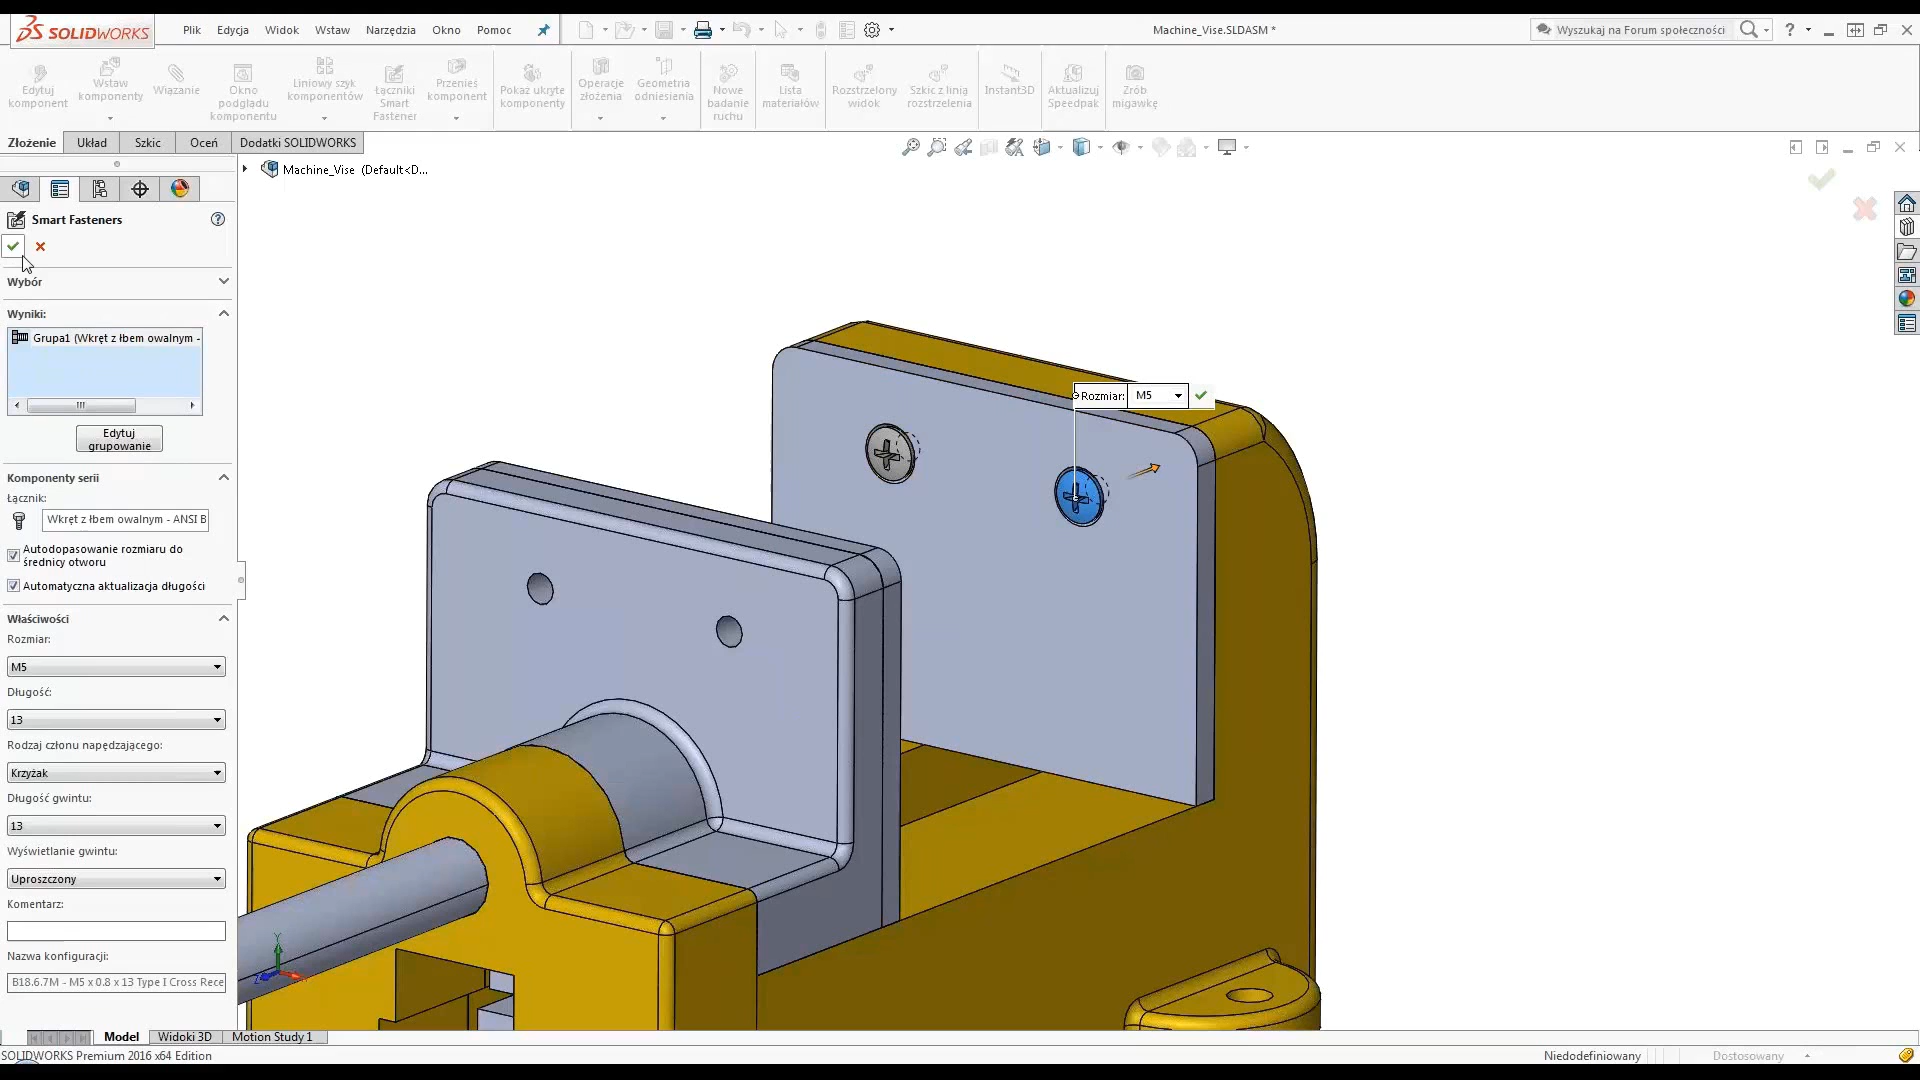 SOLIDWORKS
Plik Edycja Widok Wstaw Narzędzia Okno Pomoc
Machine_Vise.SLDASM *
Wyszukaj na Forum społeczności
?
Edytuj
komponent
Wstaw
komponenty
Wiązanie
Okno
podglądu
komponentu
Liniowy szyk
komponentów
Łączniki
Smart
Fastener
Przenieś
komponent
Pokaż ukryte
komponenty
Operacje
złożenia
Geometria
odniesienia
Nowe
badanie
ruchu
Lista
materiałów
Rozstrzelony
widok
Szkic z linią
rozstrzelenia
Instant3D
Aktualizuj
Speedpak
Zrób
migawkę
Złożenie Układ Szkic Oceń Dodatki SOLIDWORKS
Machine_Vise (Default<D...
Smart Fasteners
?
Wybór
Wyniki:
Grupa1 (Wkręt z łbem owalnym -
Edytuj
grupowanie
Komponenty serii
Łącznik:
Wkręt z łbem owalnym - ANSI B
Autodopasowanie rozmiaru do
średnicy otworu
Automatyczna aktualizacja długości
Właściwości
Rozmiar:
M5
Długość:
13
Rodzaj członu napędzającego:
Krzyżak
Długość gwintu:
13
Wyświetlanie gwintu:
Uproszczony
Komentarz:
Nazwa konfiguracji:
B18.6.7M - M5 x 0.8 x 13 Type I Cross Rece
Rozmiar: M5
Y
Z
Model Widoki 3D Motion Study 1
SOLIDWORKS Premium 2016 x64 Edition
Niedodefiniowany
Dostosowany